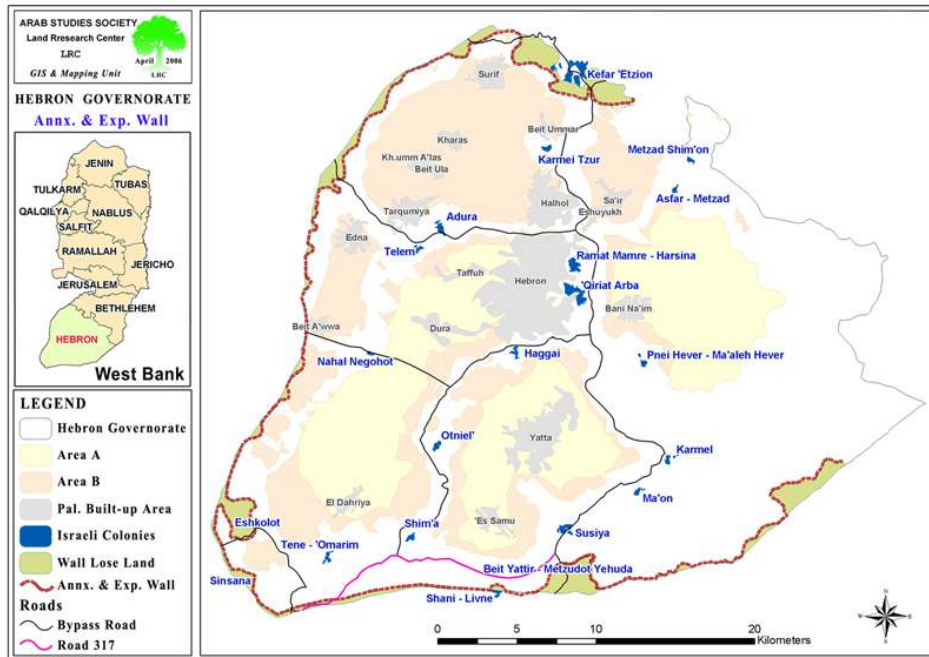 ARAB STUDIES SOCIETY
Land Rsearch Center
LRC
GIS & Mapping Unit
April 2006
LRC
HEBRON GOVERNORATE
Annx. & Exp. Wall
JENIN
TUBAS
TULKARM
QALQILYA
NABLUS
SALFIT
RAMALLAH
JERICHO
JERUSALEM
BETHLEHEM
HEBRON
West Bank
LEGEND
Hebron Governorate
Area A
Area B
Pal. Built-up Area
Israeli Colonies
Wall Lose Land
Annx. & Exp. Wall
Roads
Bypass Road
Road 317
Surif
Kefar 'Etzion
Beit Ummar
Kharas
Karmei Tzur
Metzad Shim'on
Kh.umm A'las
Beit Ula
Asfar - Metzad
Halhol
Sa'ir
Eshuyukh
Tarqumiya
Adura
Edna
Telem
Ramat Mamre - Harsina
Taffuh
Hebron
'Qiriat Arba
Bani Na'im
Beit A'wwa
Dura
Nahal Negohot
Haggai
Pnei Hever - Ma'aleh Hever
Otniel'
Yatta
Karmel
Ma'on
El Dahriya
'Es Samu
Eshkolot
Shim'a
Susiya
Tene - 'Omarim
Beit Yattir - Metzudot Yehuda
Sinsana
Shani - Livne
N
W
E
S
0 5 10 20
Kilometers